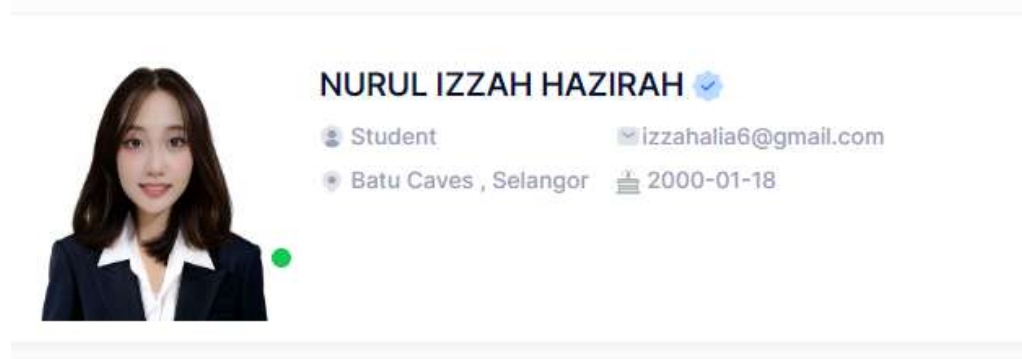 NURUL IZZAH HAZIRAH
Student
izzahalia6@gmail.com
Batu Caves , Selangor
2000-01-18